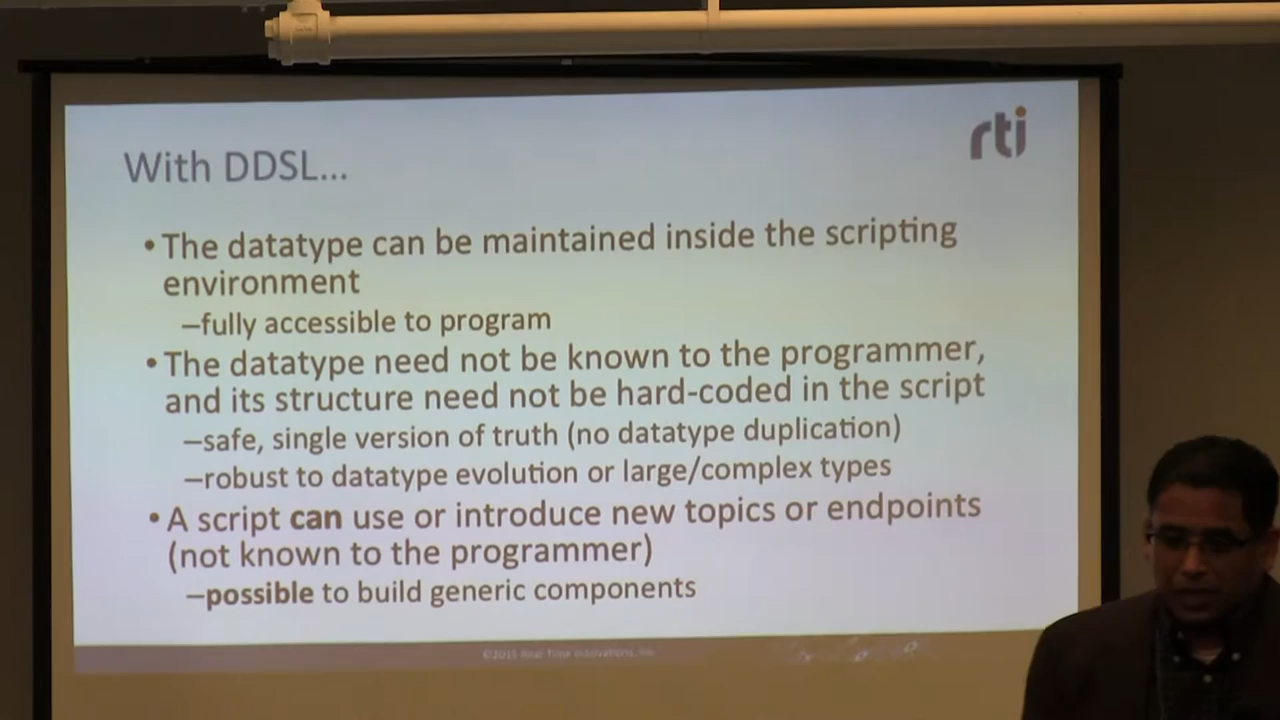 rti
With DDSL...
• The datatype can be maintained inside the scripting
environment
–fully accessible to program
• The datatype need not be known to the programmer,
and its structure need not be hard-coded in the script
–safe, single version of truth (no datatype duplication)
–robust to datatype evolution or large/complex types
• A script can use or introduce new topics or endpoints
(not known to the programmer)
–possible to build generic components
Real-Time Innovations, Inc.